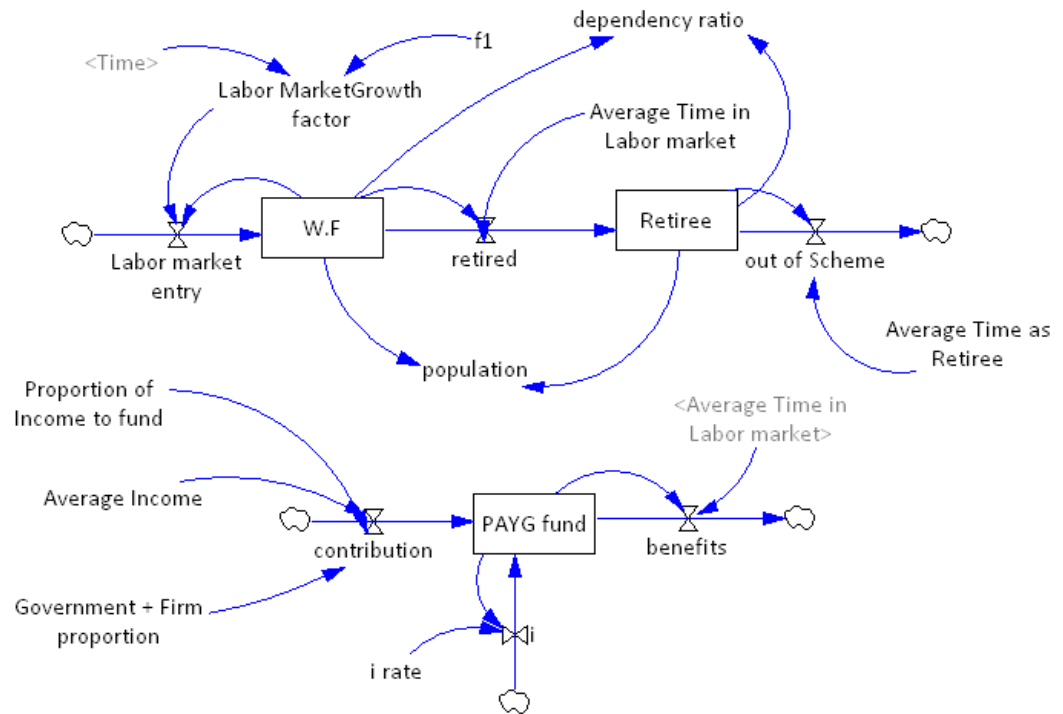 dependency ratio
f1
<Time>
Labor MarketGrowth
factor
Average Time in
Labor market
W.F
Retiree
Labor market
entry
retired
out of Scheme
Average Time as
Retiree
population
Proportion of
Income to fund
<Average Time in
Labor market>
Average Income
PAYG fund
contribution
benefits
Government + Firm
proportion
i
i rate